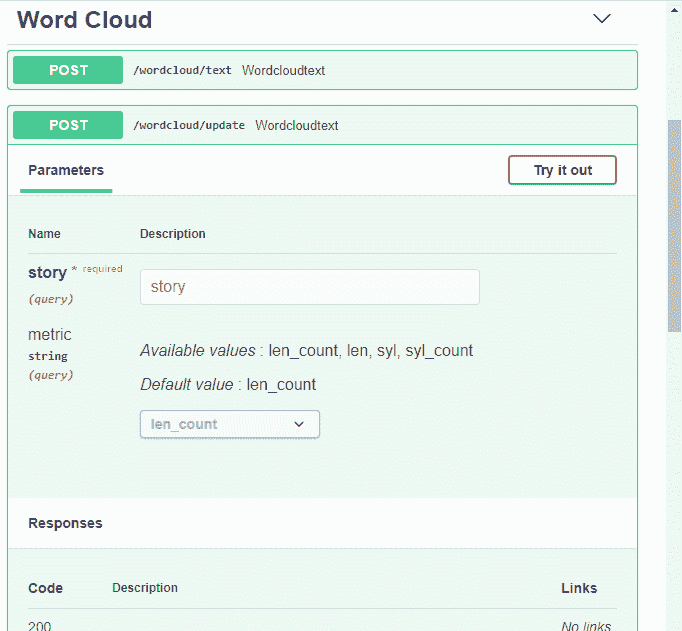 Word Cloud
POST /wordcloud/text Wordcloudtext
POST /wordcloud/update Wordcloudtext
Parameters Try it out
Name Description
story * required
(query)
story
metric
string
(query)
Available values : len_count, len, syl, syl_count
Default value : len_count
len_count
Responses
Code Description Links
200 No links